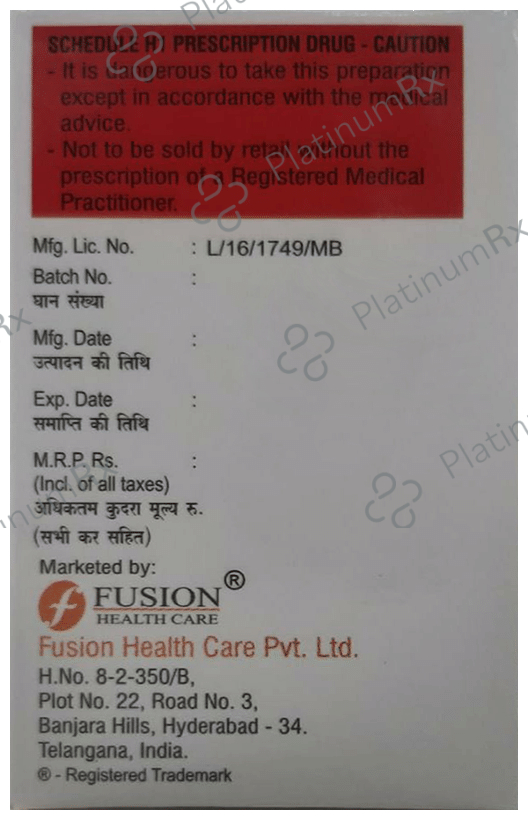 SCHEDULE H1 PRESCRIPTION DRUG - CAUTION
- It is dangerous to take this preparation
except in accordance with the medical
advice.
- Not to be sold by retail without the
prescription of a Registered Medical
Practitioner.
Mfg. Lic. No. : L/16/1749/MB
Batch No. :
घान संख्या
Mfg. Date :
उत्पादन की तिथि
Exp. Date :
समाप्ति की तिथि
M.R.P. Rs. :
(Incl. of all taxes)
अधिकतम कुदरा मूल्य रु.
(सभी कर सहित)
Marketed by:
FUSION ®
HEALTH CARE
Fusion Health Care Pvt. Ltd.
H.No. 8-2-350/B,
Plot No. 22, Road No. 3,
Banjara Hills, Hyderabad - 34.
Telangana, India.
® - Registered Trademark
PlatinumRx
PlatinumRx
PlatinumRx